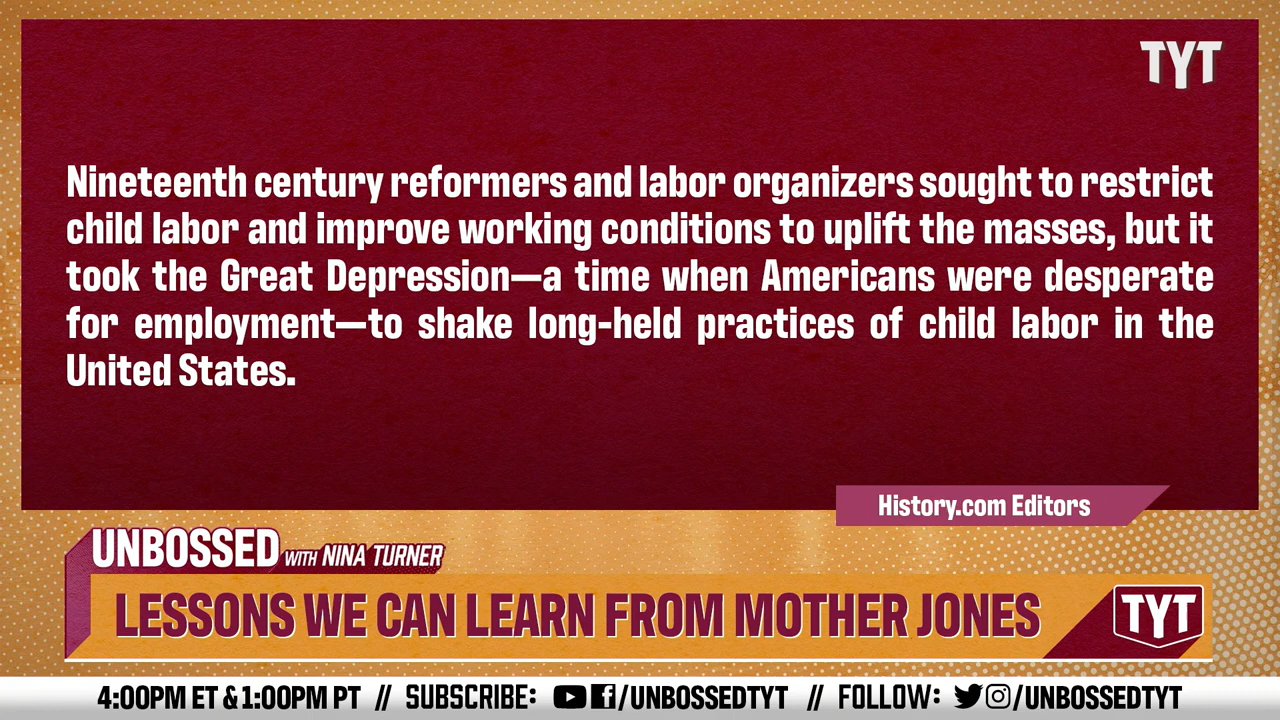 TYT
Nineteenth century reformers and labor organizers sought to restrict
child labor and improve working conditions to uplift the masses, but it
took the Great Depression—a time when Americans were desperate
for employment—to shake long-held practices of child labor in the
United States.
History.com Editors
UNBOSSED WITH NINA TURNER
LESSONS WE CAN LEARN FROM MOTHER JONES
TYT
4:00PM ET & 1:00PM PT // SUBSCRIBE: /UNBOSSEDTYT // FOLLOW: /UNBOSSEDTYT